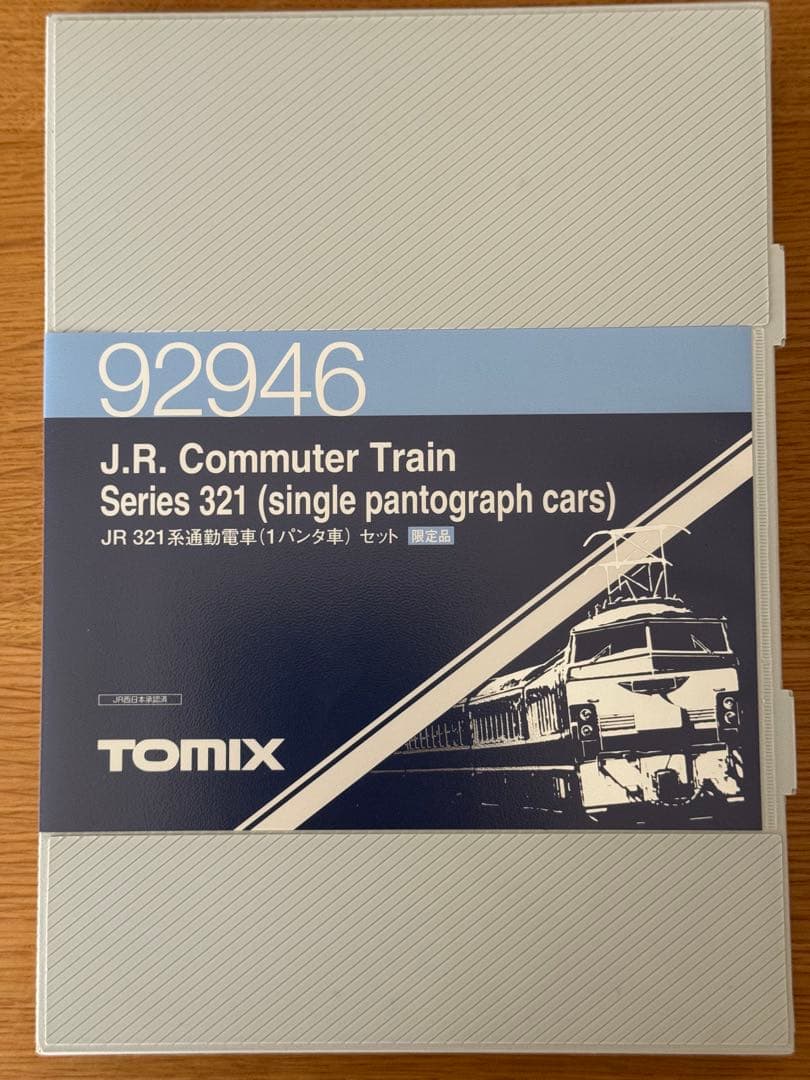 92946
J.R. Commuter Train
Series 321 (single pantograph cars)
JR 321系通勤電車(1パンタ車) セット 限定品
JR西日本承認済
TOMIX